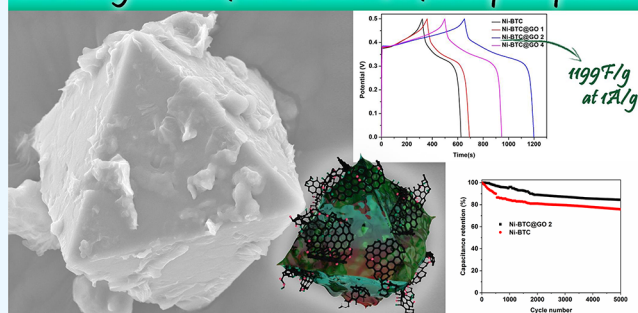 0.5
0.4
0.3
0.2
0.1
0.0
Potential (V)
Ni-BTC
Ni-BTC@GO 1
Ni-BTC@GO 2
Ni-BTC@GO 4
0 200 400 600 800 1000 1200
Time(s)
1199F/g
at 1A/g
100
80
60
40
20
0
Capacitance retention (%)
Ni-BTC@GO 2
Ni-BTC
0 1000 2000 3000 4000 5000
Cycle number